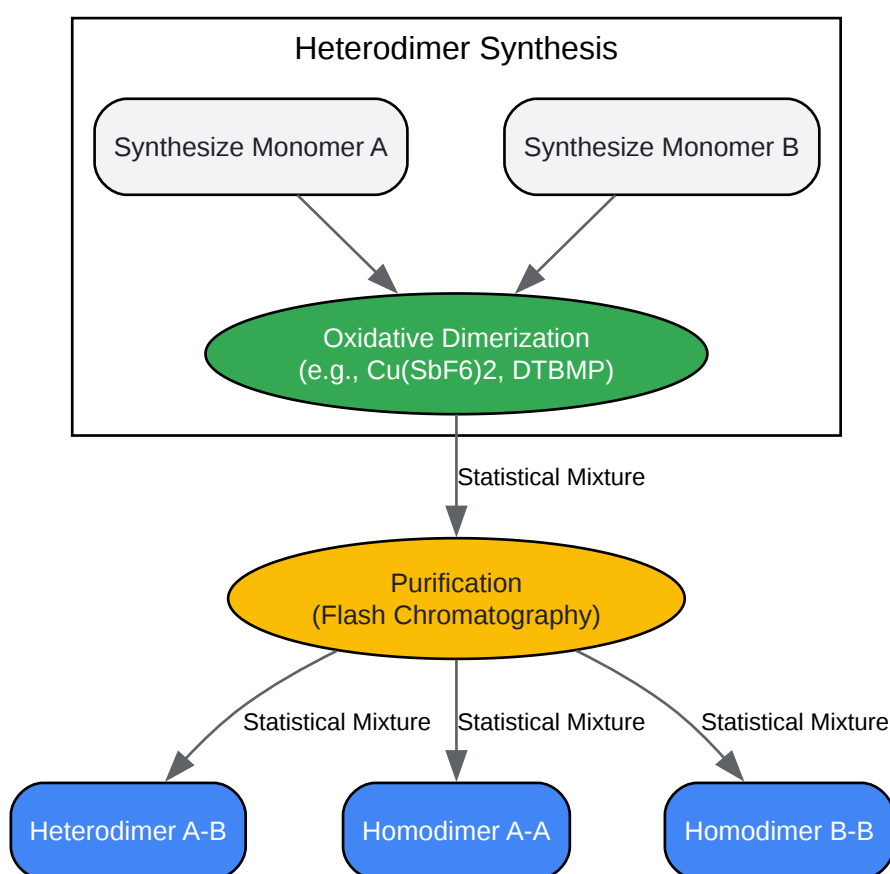 Heterodimer Synthesis
Synthesize Monomer A
Synthesize Monomer B
Oxidative Dimerization
(e.g., Cu(SbF6)2, DTBMP)
Statistical Mixture
Purification
(Flash Chromatography)
Statistical Mixture
Statistical Mixture
Statistical Mixture
Heterodimer A-B
Homodimer A-A
Homodimer B-B